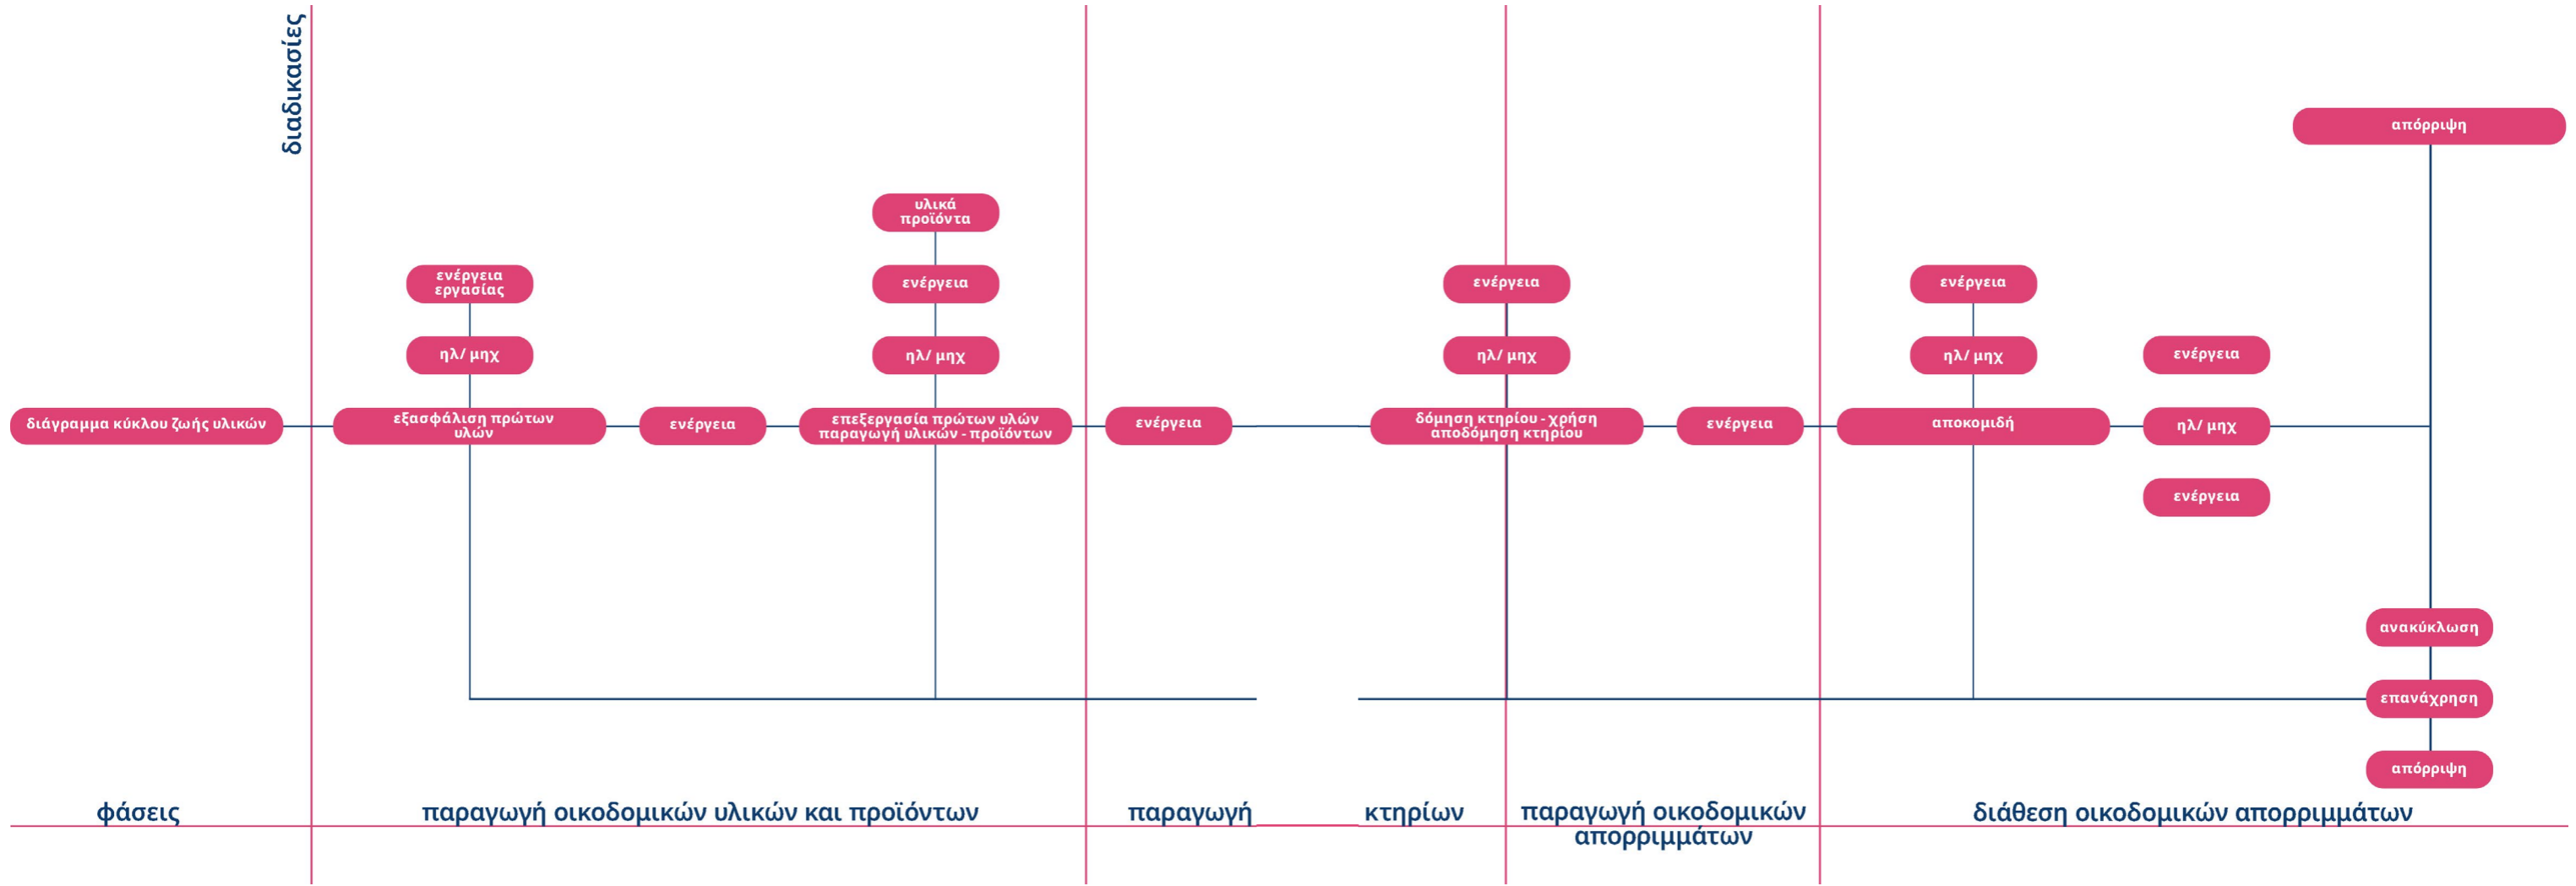 διαδικασίες
απόρριψη
υλικά
προϊόντα
ενέργεια
εργασίας
ενέργεια
ενέργεια
ενέργεια
ηλ/ μηχ
ηλ/ μηχ
ηλ/ μηχ
ηλ/ μηχ
ενέργεια
διάγραμμα κύκλου ζωής υλικών
εξασφάλιση πρώτων
υλών
ενέργεια
επεξεργασία πρώτων υλών
παραγωγή υλικών - προϊόντων
ενέργεια
δόμηση κτηρίου - χρήση
αποδόμηση κτηρίου
ενέργεια
αποκομιδή
ηλ/ μηχ
ενέργεια
ανακύκλωση
επανάχρηση
απόρριψη
φάσεις
παραγωγή οικοδομικών υλικών και προϊόντων
παραγωγή
κτηρίων
παραγωγή οικοδομικών
απορριμμάτων
διάθεση οικοδομικών απορριμμάτων